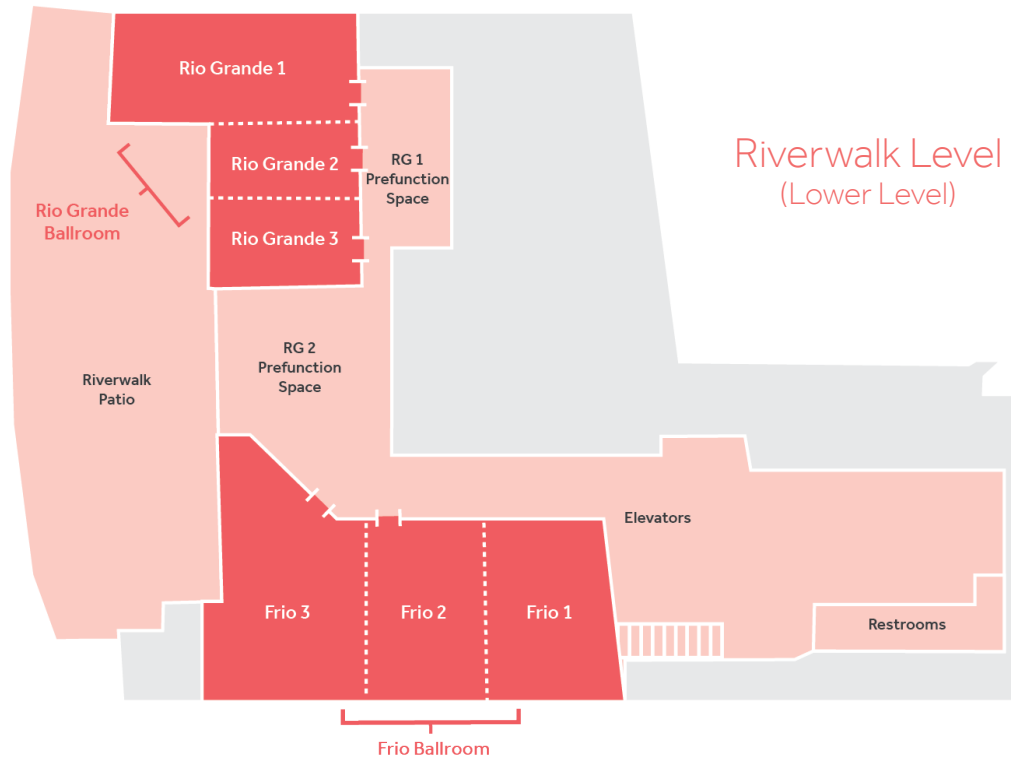 Rio Grande 1
Riverwalk Level
(Lower Level)
Rio Grande 2
RG 1
Prefunction
Space
Rio Grande
Ballroom
Rio Grande 3
RG 2
Prefunction
Space
Riverwalk
Patio
Elevators
Frio 3
Frio 2
Frio 1
Restrooms
Frio Ballroom